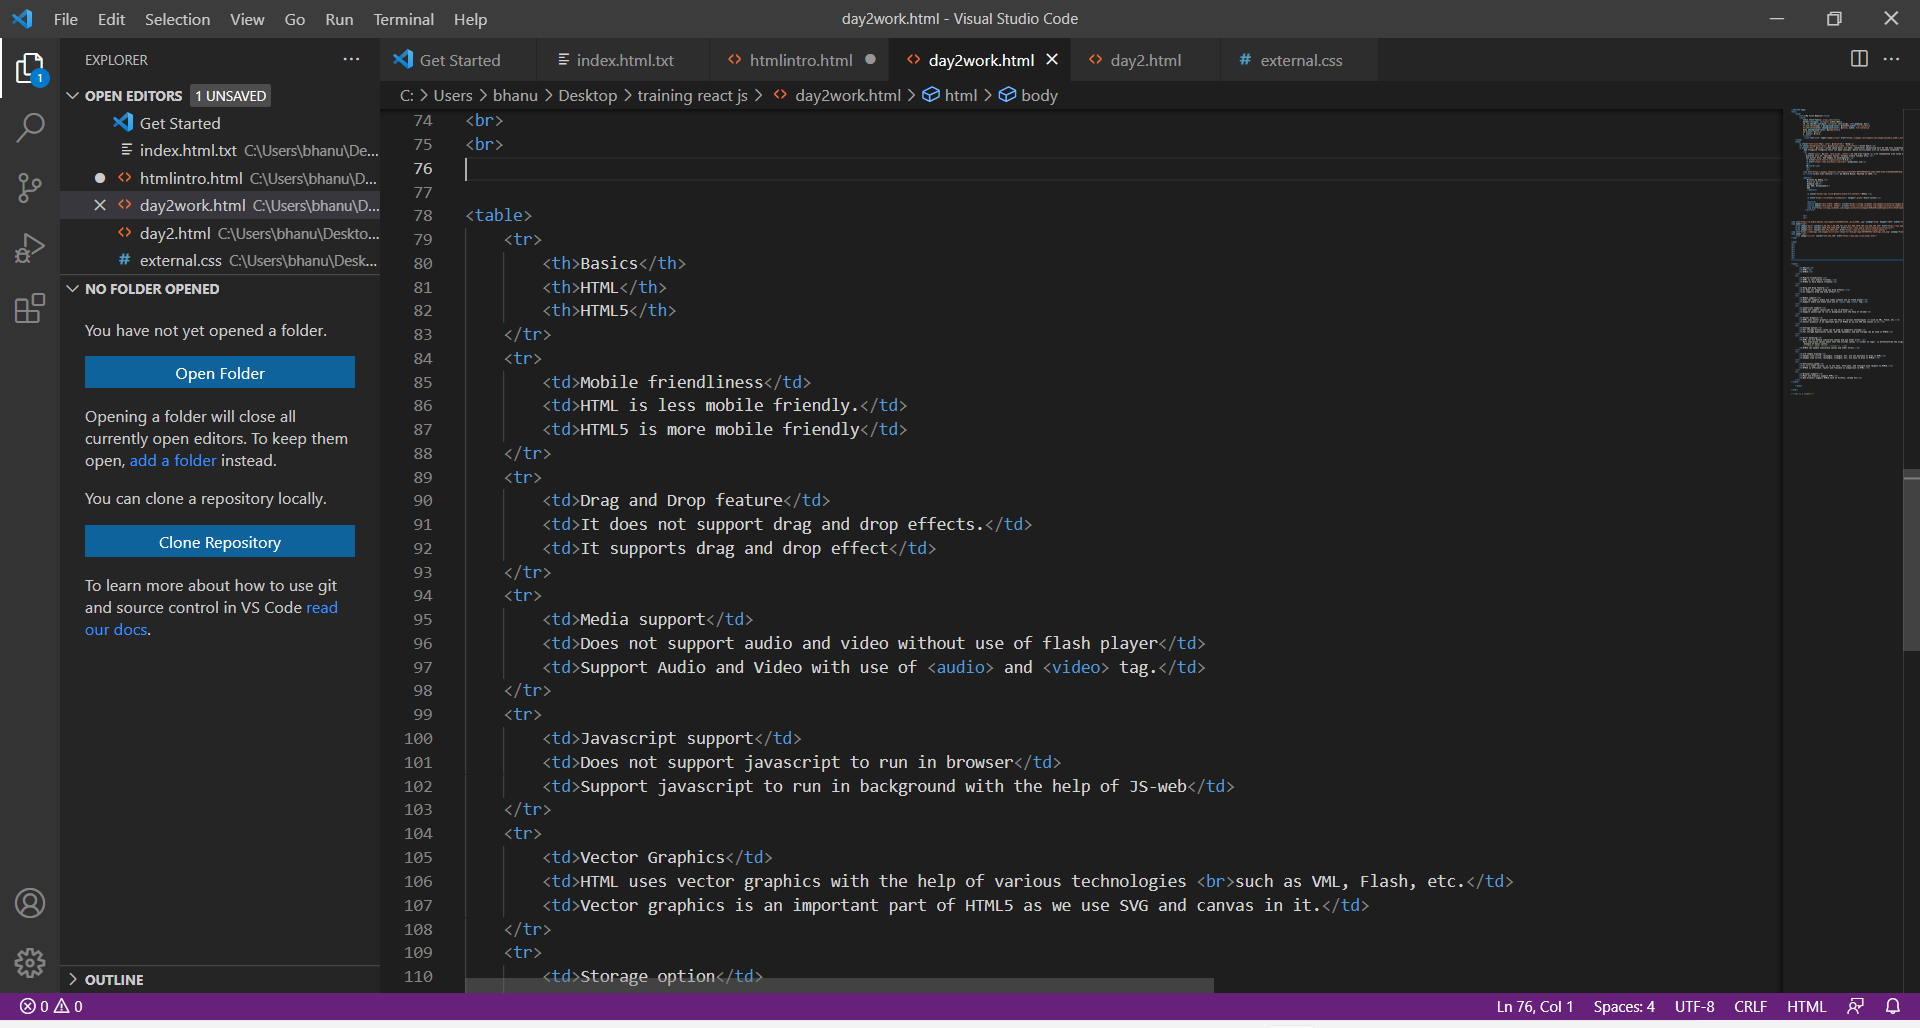 File Edit Selection View Go Run Terminal Help
day2work.html - Visual Studio Code
EXPLORER
OPEN EDITORS 1 UNSAVED
Get Started
index.html.txt C:\Users\bhanu\De...
htmlintro.html C:\Users\bhanu\D...
day2work.html C:\Users\bhanu\D...
day2.html C:\Users\bhanu\Deskto...
external.css C:\Users\bhanu\Desk...
NO FOLDER OPENED
You have not yet opened a folder.
Open Folder
Opening a folder will close all
currently open editors. To keep them
open, add a folder instead.
You can clone a repository locally.
Clone Repository
To learn more about how to use git
and source control in VS Code read
our docs.
OUTLINE
1
Get Started index.html.txt htmlintro.html day2work.html day2.html external.css
C: > Users > bhanu > Desktop > training react js > day2work.html > html > body
74 <br>
75 <br>
76
77
78 <table>
79 <tr>
80 <th>Basics</th>
81 <th>HTML</th>
82 <th>HTML5</th>
83 </tr>
84 <tr>
85 <td>Mobile friendliness</td>
86 <td>HTML is less mobile friendly.</td>
87 <td>HTML5 is more mobile friendly</td>
88 </tr>
89 <tr>
90 <td>Drag and Drop feature</td>
91 <td>It does not support drag and drop effects.</td>
92 <td>It supports drag and drop effect</td>
93 </tr>
94 <tr>
95 <td>Media support</td>
96 <td>Does not support audio and video without use of flash player</td>
97 <td>Support Audio and Video with use of <audio> and <video> tag.</td>
98 </tr>
99 <tr>
100 <td>Javascript support</td>
101 <td>Does not support javascript to run in browser</td>
102 <td>Support javascript to run in background with the help of JS-web</td>
103 </tr>
104 <tr>
105 <td>Vector Graphics</td>
106 <td>HTML uses vector graphics with the help of various technologies <br>such as VML, Flash, etc.</td>
107 <td>Vector graphics is an important part of HTML5 as we use SVG and canvas in it.</td>
108 </tr>
109 <tr>
110 <td>Storage option</td>
0 0
Ln 76, Col 1 Spaces: 4 UTF-8 CRLF HTML